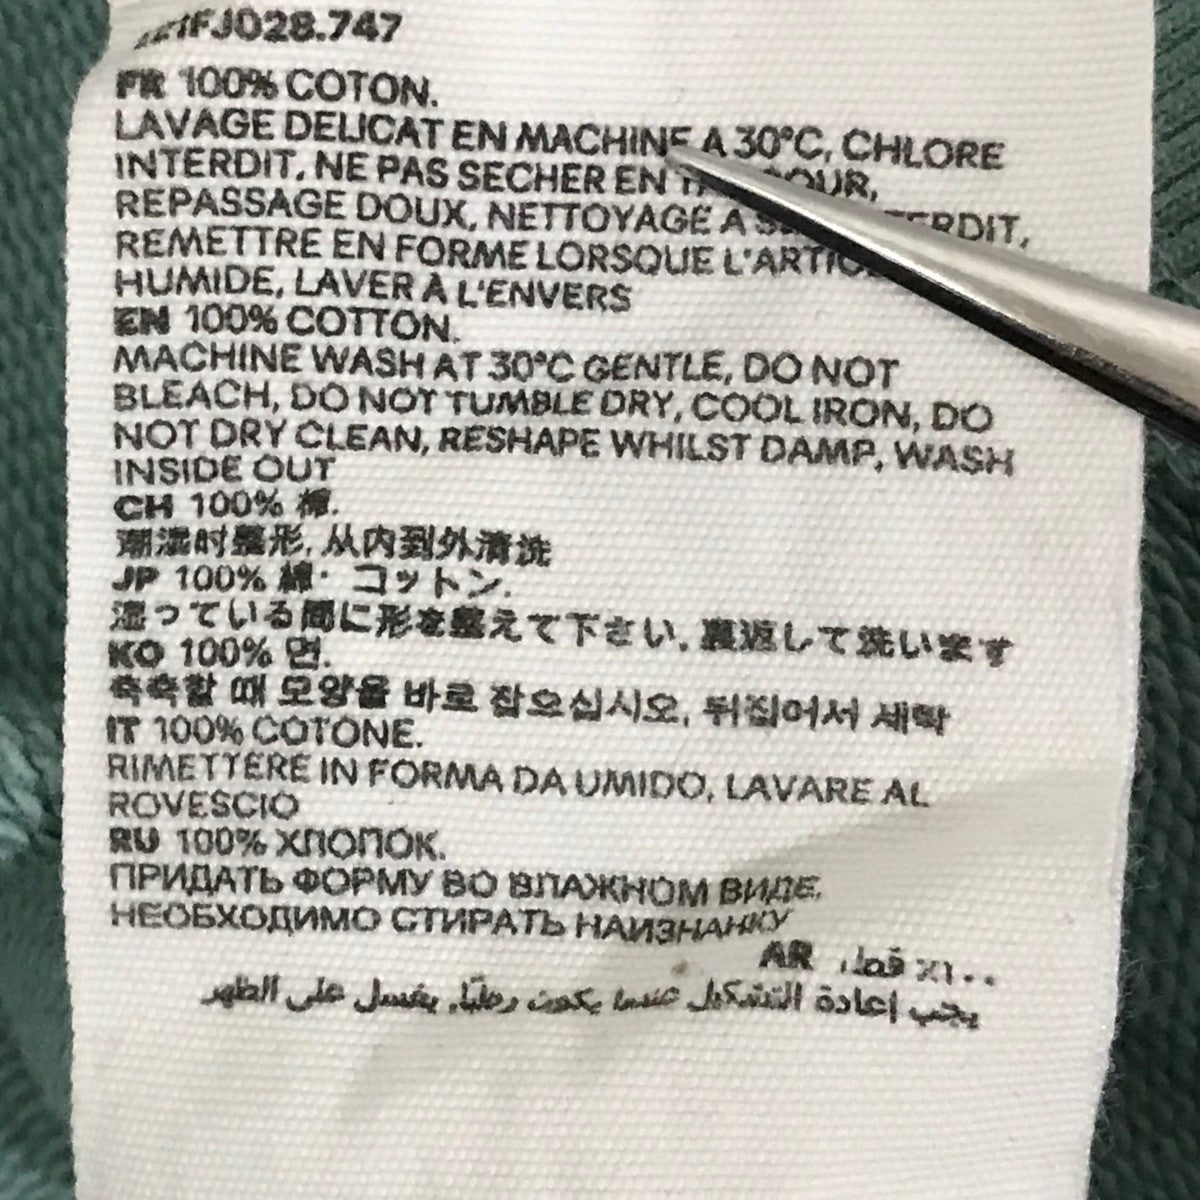 FJ028.747
FR 100% COTON.
LAVAGE DELICAT EN MACHINE A 30°C, CHLORE
INTERDIT. NE PAS SECHER EN
REPASSAGE DOUX, NETTOYAGE A
REMETTRE EN FORME LORSQUE
HUMIDE, LAVER À L'ENVERS
EN 100% COTTON.
MACHINE WASH AT 30°C GENTLE, DO NOT
BLEACH, DO NOT TUMBLE DRY, COOL IRON, DO
NOT DRY CLEAN, RESHAPE WHILST DAMP, WASH
INSIDE OUT
CH 100% 棉.
潮湿时整形, 从内到外清洗
JP 100% 綿・コットン.
湿っている間に形を整えて下さい, 裏返して洗います
KO 100% 면.
축축할 때 모양을 바로 잡으십시오, 뒤집어서 세탁
IT 100% COTONE.
RIMETTERE IN FORMA DA UMIDO, LAVARE AL
ROVESCIO
RU 100% ХЛОПОК.
ПРИДАТЬ ФОРМУ ВО ВЛАЖНОМ ВИДЕ.
НЕОБХОДИМО СТИРАТЬ НАИЗНАНКУ
AR ٪١٠٠ قطن.
يجب إعادة التشكيل عندما يكون رطبًا. يغسل على الظهر